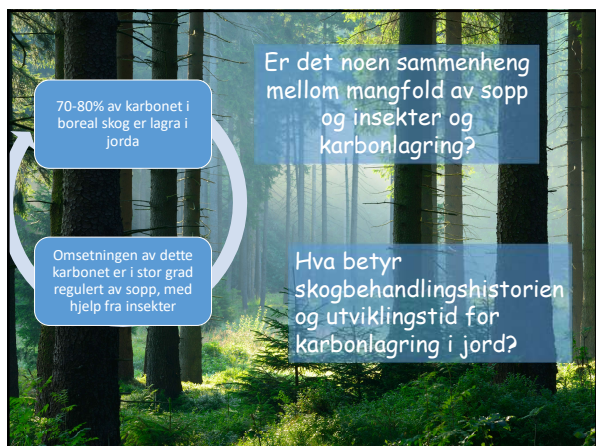 70-80% av karbonet i
boreal skog er lagra i
jorda
Omsetningen av dette
karbonet er i stor grad
regulert av sopp, med
hjelp fra insekter
Er det noen sammenheng
mellom mangfold av sopp
og insekter og
karbonlagring?
Hva betyr
skogbehandlingshistorien
og utviklingstid for
karbonlagring i jord?